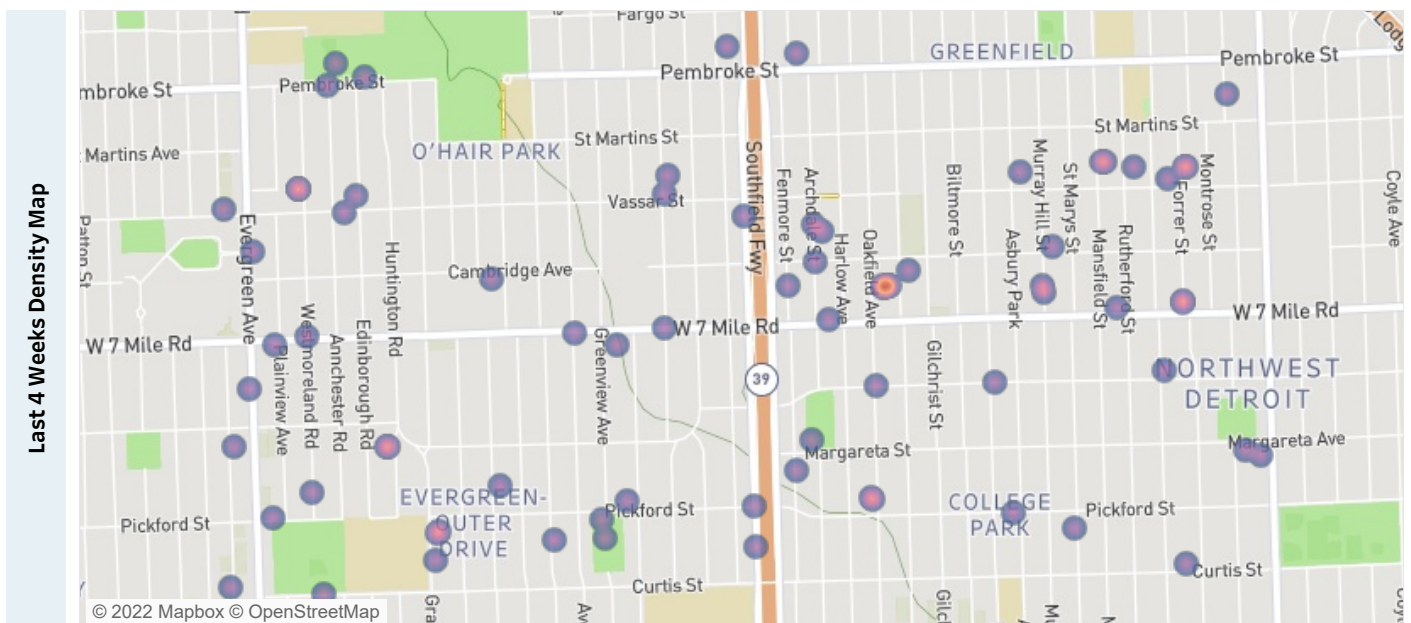 Last 4 Weeks Density Map
Fargo St
Lodg
GREENFIELD
Pembroke St
Pembroke St
Pembroke St
mbroke St
St Martins St
St Martins St
Martins Ave
O'HAIR PARK
Southfield Fwy
Fenmore St
Archdale St
Murray Hill St
St Marys St
Montrose St
Forrer St
Coyle Ave
Biltmore St
Vassar St
Patton St
Evergreen Ave
Huntington Rd
Cambridge Ave
Harlow Ave
Oakfield Ave
Asbury Park
Mansfield St
Rutherford St
W 7 Mile Rd
W 7 Mile Rd
W 7 Mile Rd
Plainview Ave
Westmoreland Rd
Annchester Rd
Edinborough Rd
Greenview Ave
39
Gilchrist St
NORTHWEST
DETROIT
Margareta St
Margareta Ave
EVERGREEN-
OUTER
DRIVE
Pickford St
Pickford St
COLLEGE
PARK
Pickford St
Curtis St
Curtis St
Gra
Av
Gilc
Mu
© 2022 Mapbox © OpenStreetMap